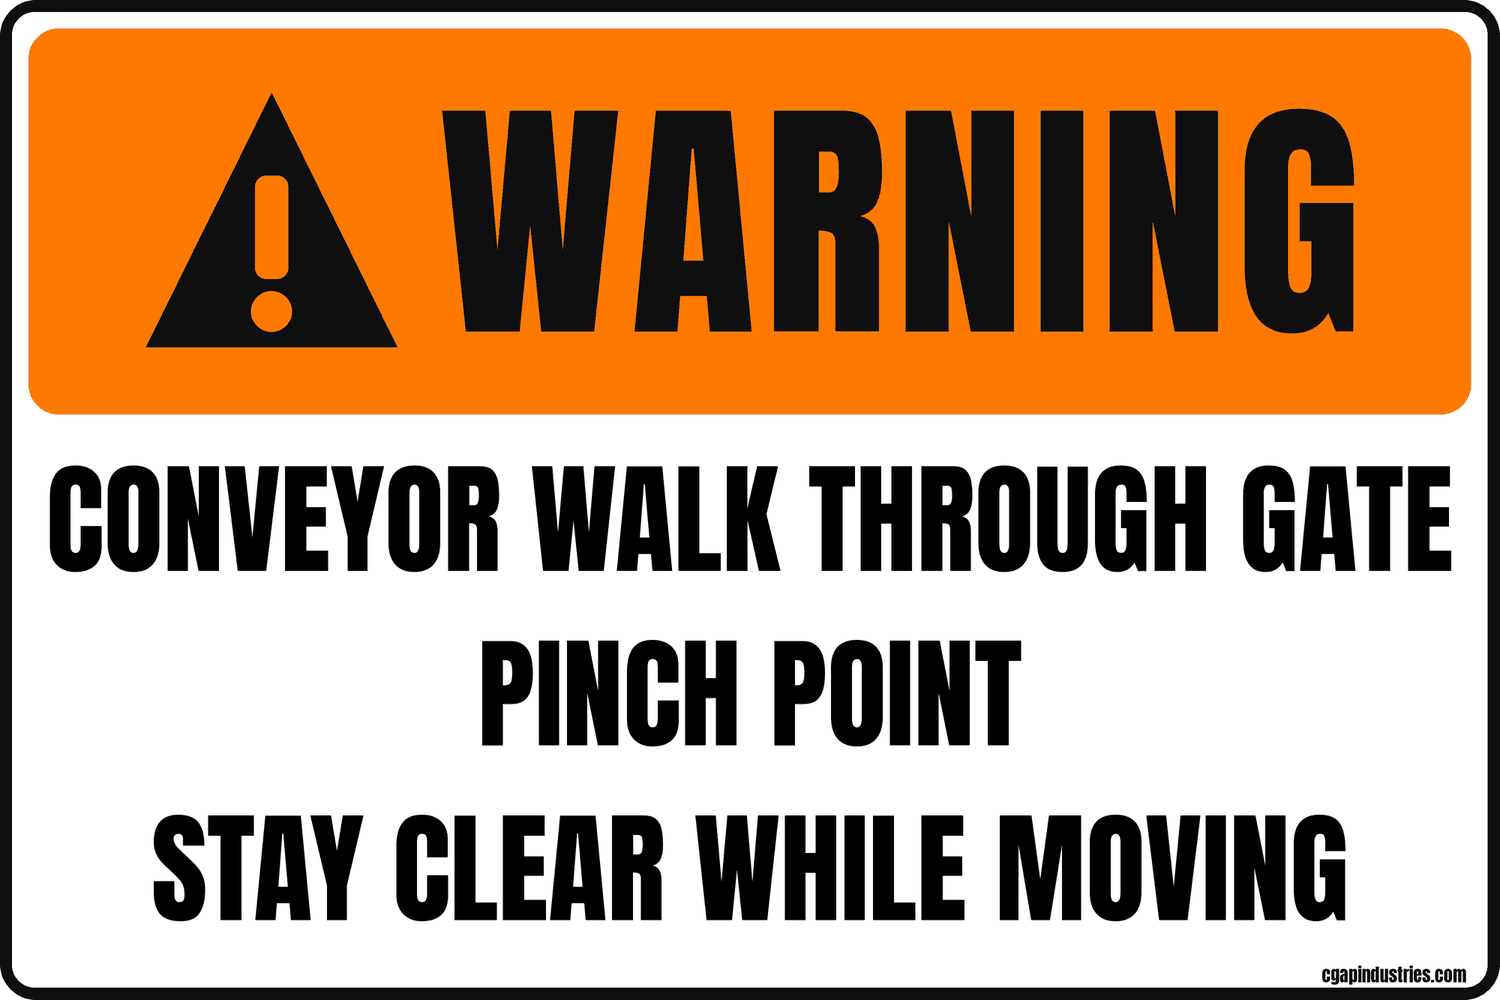 WARNING
CONVEYOR WALK THROUGH GATE
PINCH POINT
STAY CLEAR WHILE MOVING
cgapindustries.com